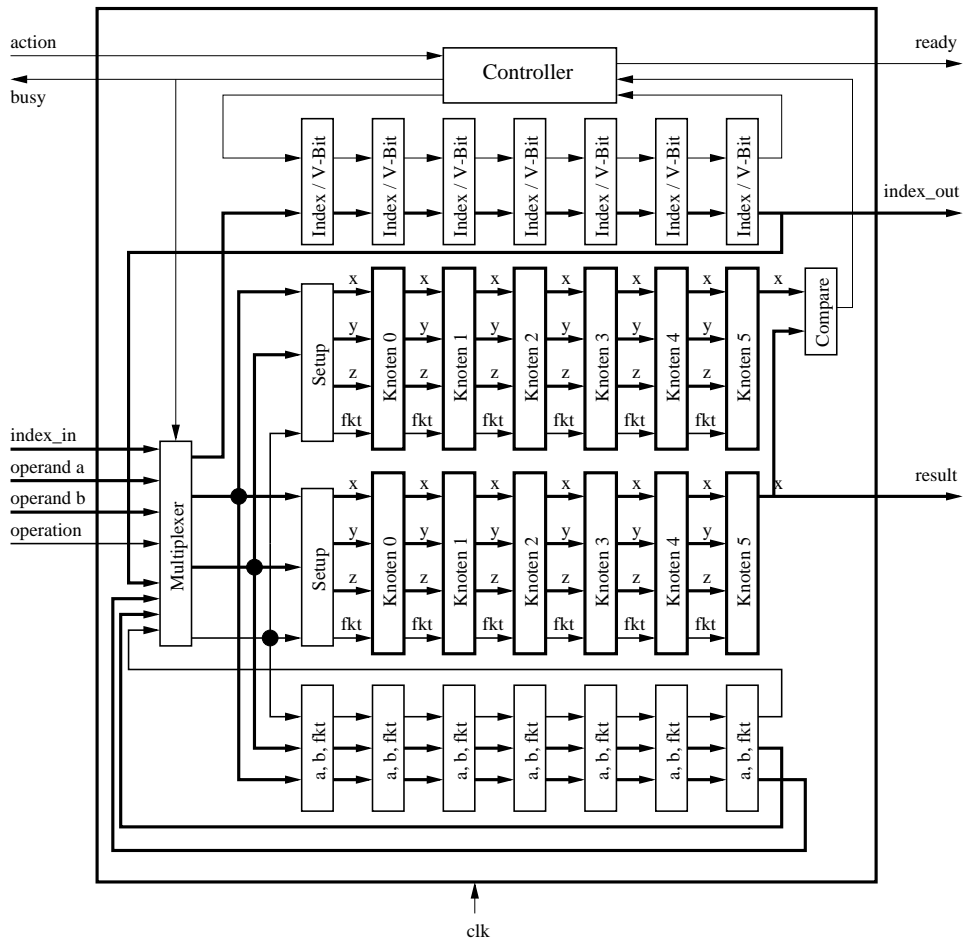 action
ready
Controller
busy
Index / V-Bit
Index / V-Bit
Index / V-Bit
Index / V-Bit
Index / V-Bit
Index / V-Bit
Index / V-Bit
index_out
x
x
x
x
x
x
x
y
y
y
y
y
y
z
z
z
z
z
z
fkt
fkt
fkt
fkt
fkt
fkt
Setup
Knoten 0
Knoten 1
Knoten 2
Knoten 3
Knoten 4
Knoten 5
Compare
index_in
operand a
operand b
operation
Multiplexer
x
x
x
x
x
x
x
y
y
y
y
y
y
z
z
z
z
z
z
fkt
fkt
fkt
fkt
fkt
fkt
Setup
Knoten 0
Knoten 1
Knoten 2
Knoten 3
Knoten 4
Knoten 5
result
a, b, fkt
a, b, fkt
a, b, fkt
a, b, fkt
a, b, fkt
a, b, fkt
a, b, fkt
clk